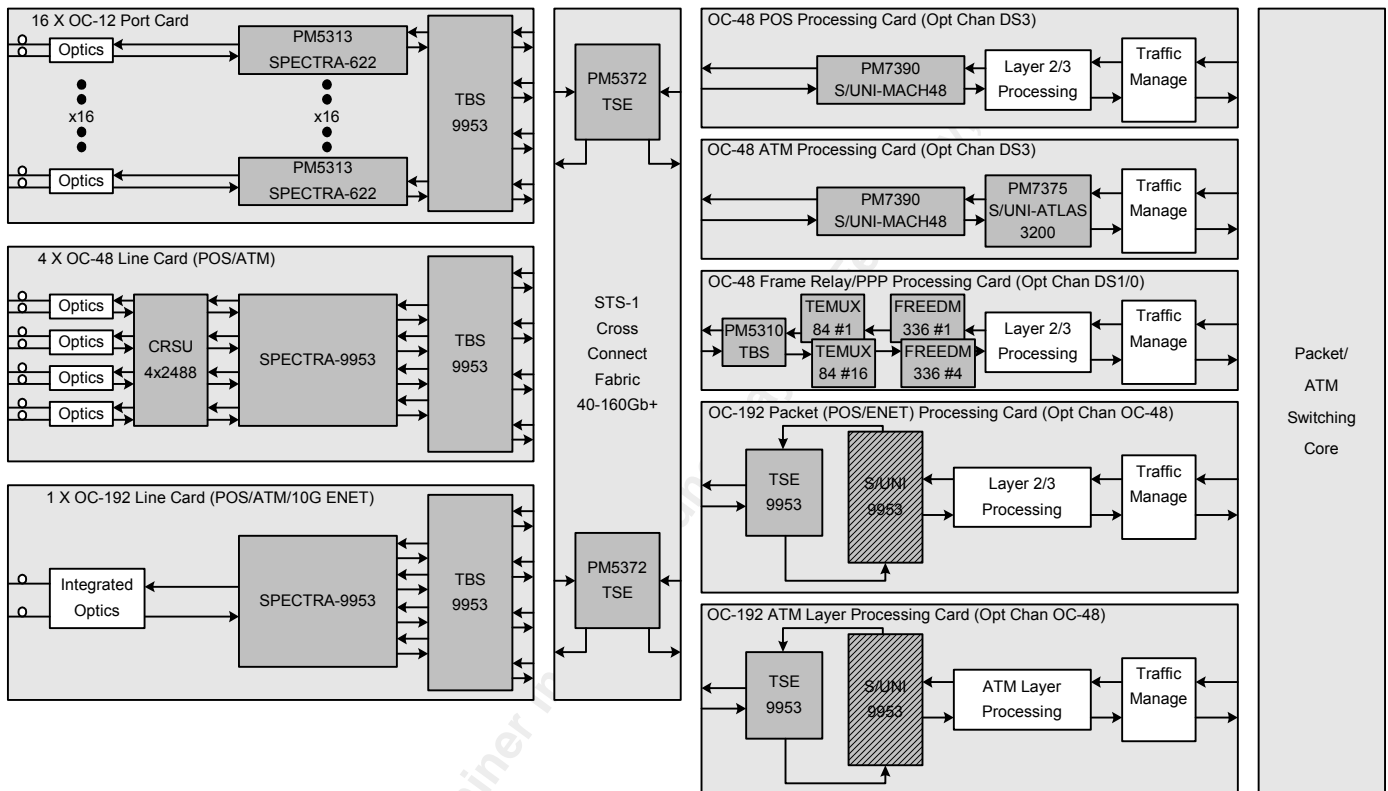 16 X OC-12 Port Card
Optics
PM5313
SPECTRA-622
TBS
9953
x16
x16
Optics
PM5313
SPECTRA-622
4 X OC-48 Line Card (POS/ATM)
Optics
Optics
Optics
Optics
CRSU
4x2488
SPECTRA-9953
TBS
9953
1 X OC-192 Line Card (POS/ATM/10G ENET)
Integrated
Optics
SPECTRA-9953
TBS
9953
PM5372
TSE
STS-1
Cross
Connect
Fabric
40-160Gb+
PM5372
TSE
OC-48 POS Processing Card (Opt Chan DS3)
PM7390
S/UNI-MACH48
Layer 2/3
Processing
Traffic
Manage
OC-48 ATM Processing Card (Opt Chan DS3)
PM7390
S/UNI-MACH48
PM7375
S/UNI-ATLAS
3200
Traffic
Manage
OC-48 Frame Relay/PPP Processing Card (Opt Chan DS1/0)
PM5310
TBS
TEMUX
84 #1
TEMUX
84 #16
FREEDM
336 #1
FREEDM
336 #4
Layer 2/3
Processing
Traffic
Manage
OC-192 Packet (POS/ENET) Processing Card (Opt Chan OC-48)
TSE
9953
S/UNI
9953
Layer 2/3
Processing
Traffic
Manage
OC-192 ATM Layer Processing Card (Opt Chan OC-48)
TSE
9953
S/UNI
9953
ATM Layer
Processing
Traffic
Manage
Packet/
ATM
Switching
Core